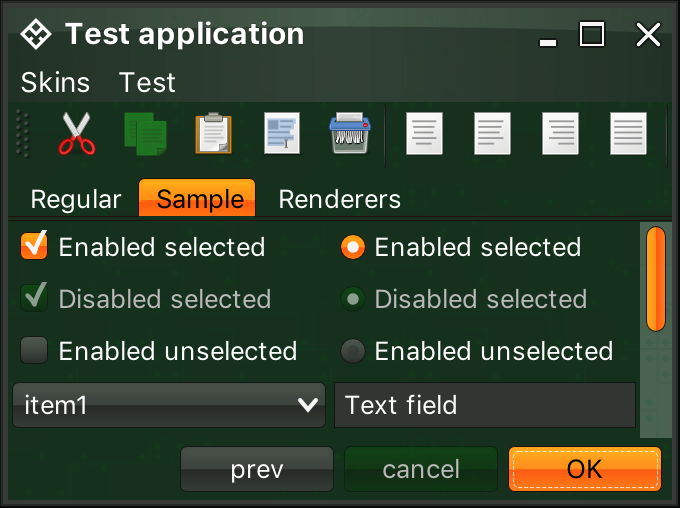 Test application
Skins Test
Regular Sample Renderers
Enabled selected Enabled selected
Disabled selected Disabled selected
Enabled unselected Enabled unselected
item1 Text field
prev cancel OK